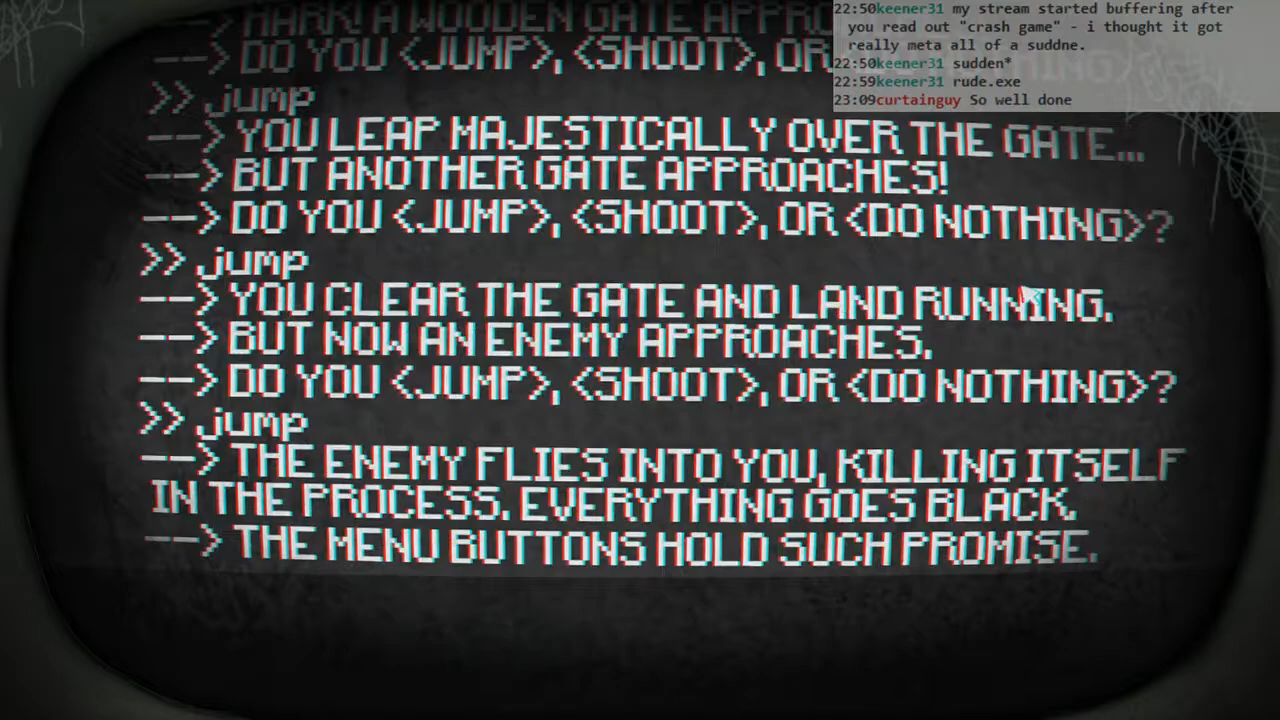 --> HARK! A WOODEN GATE APPRO
--> DO YOU <JUMP>, <SHOOT>, OR
>> jump
--> YOU LEAP MAJESTICALLY OVER THE GATE...
--> BUT ANOTHER GATE APPROACHES!
--> DO YOU <JUMP>, <SHOOT>, OR <DO NOTHING>?
>> jump
--> YOU CLEAR THE GATE AND LAND RUNNING.
--> BUT NOW AN ENEMY APPROACHES.
--> DO YOU <JUMP>, <SHOOT>, OR <DO NOTHING>?
>> jump
--> THE ENEMY FLIES INTO YOU, KILLING ITSELF
IN THE PROCESS. EVERYTHING GOES BLACK.
--> THE MENU BUTTONS HOLD SUCH PROMISE.
22:50keener31 my stream started buffering after
you read out "crash game" - i thought it got
really meta all of a suddne.
22:50keener31 sudden*
22:59keener31 rude.exe
23:09curtainguy So well done